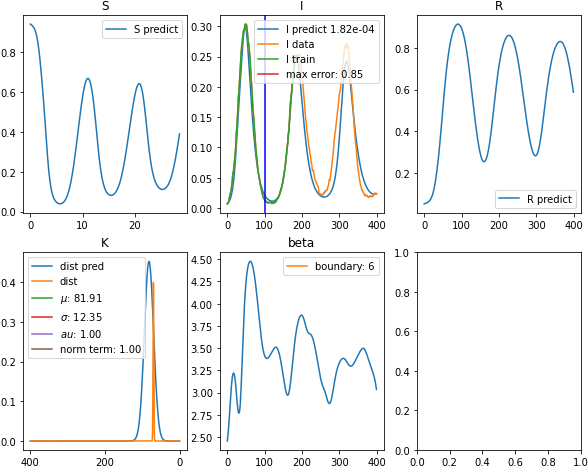 S
I
R
S predict
I predict 1.82e-04
I data
I train
max error: 0.85
R predict
0.8
0.6
0.4
0.2
0.0
0 10 20
0.30
0.25
0.20
0.15
0.10
0.05
0.00
0 100 200 300 400
0.8
0.6
0.4
0.2
0 100 200 300 400
K
beta
dist pred
dist
μ: 81.91
σ: 12.35
au: 1.00
norm term: 1.00
boundary: 6
0.4
0.3
0.2
0.1
0.0
400 200 0
4.50
4.25
4.00
3.75
3.50
3.25
3.00
2.75
2.50
0 100 200 300 400
1.0
0.8
0.6
0.4
0.2
0.0
0.0 0.2 0.4 0.6 0.8 1.0